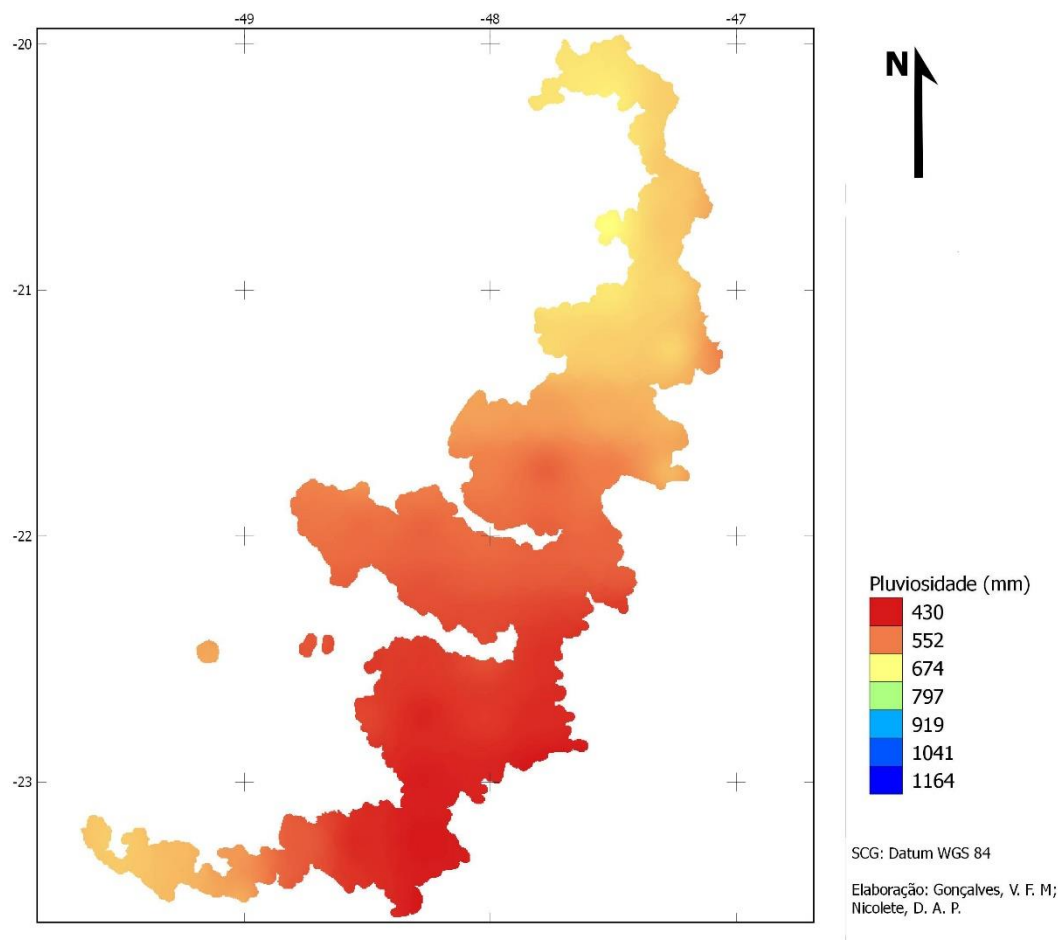 -49 -48 -47
-20
N
-21
-22
Pluviosidade (mm)
430
552
674
797
919
1041
1164
-23
SCG: Datum WGS 84
Elaboração: Gonçalves, V. F. M;
Nicolete, D. A. P.